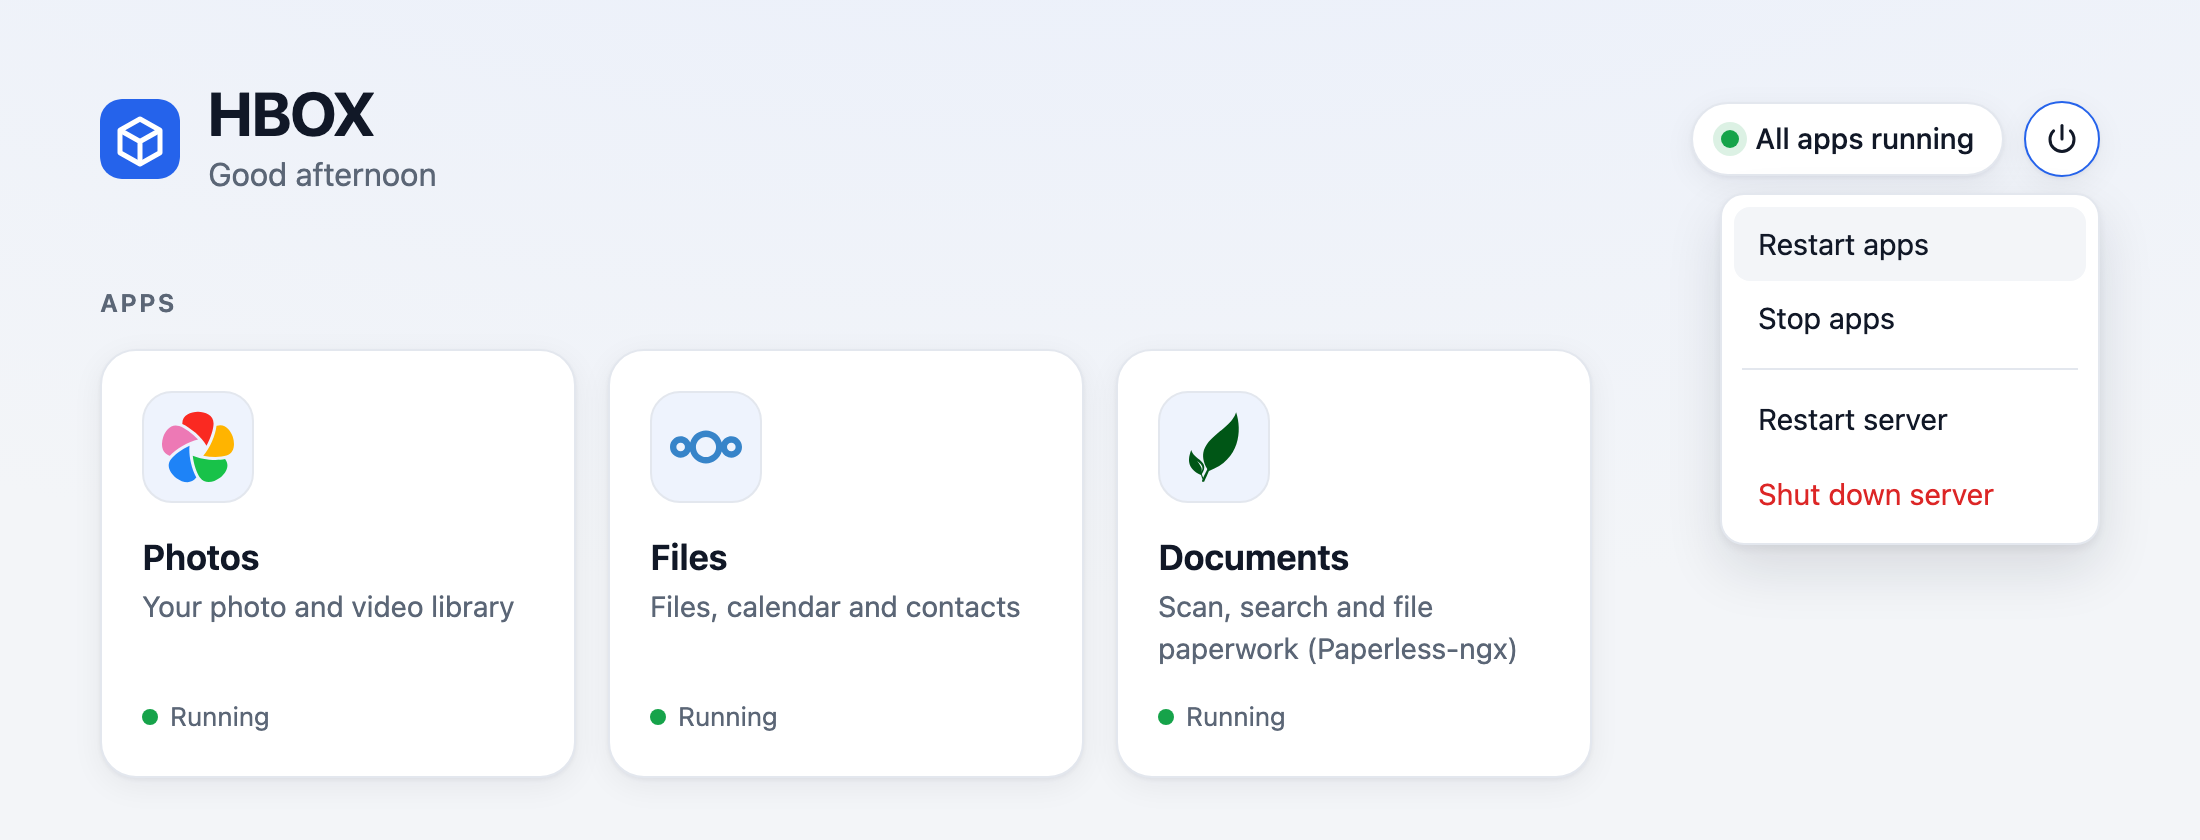 HBOX
Good afternoon
All apps running
Restart apps
Stop apps
Restart server
Shut down server
APPS
Photos
Your photo and video library
Running
Files
Files, calendar and contacts
Running
Documents
Scan, search and file
paperwork (Paperless-ngx)
Running